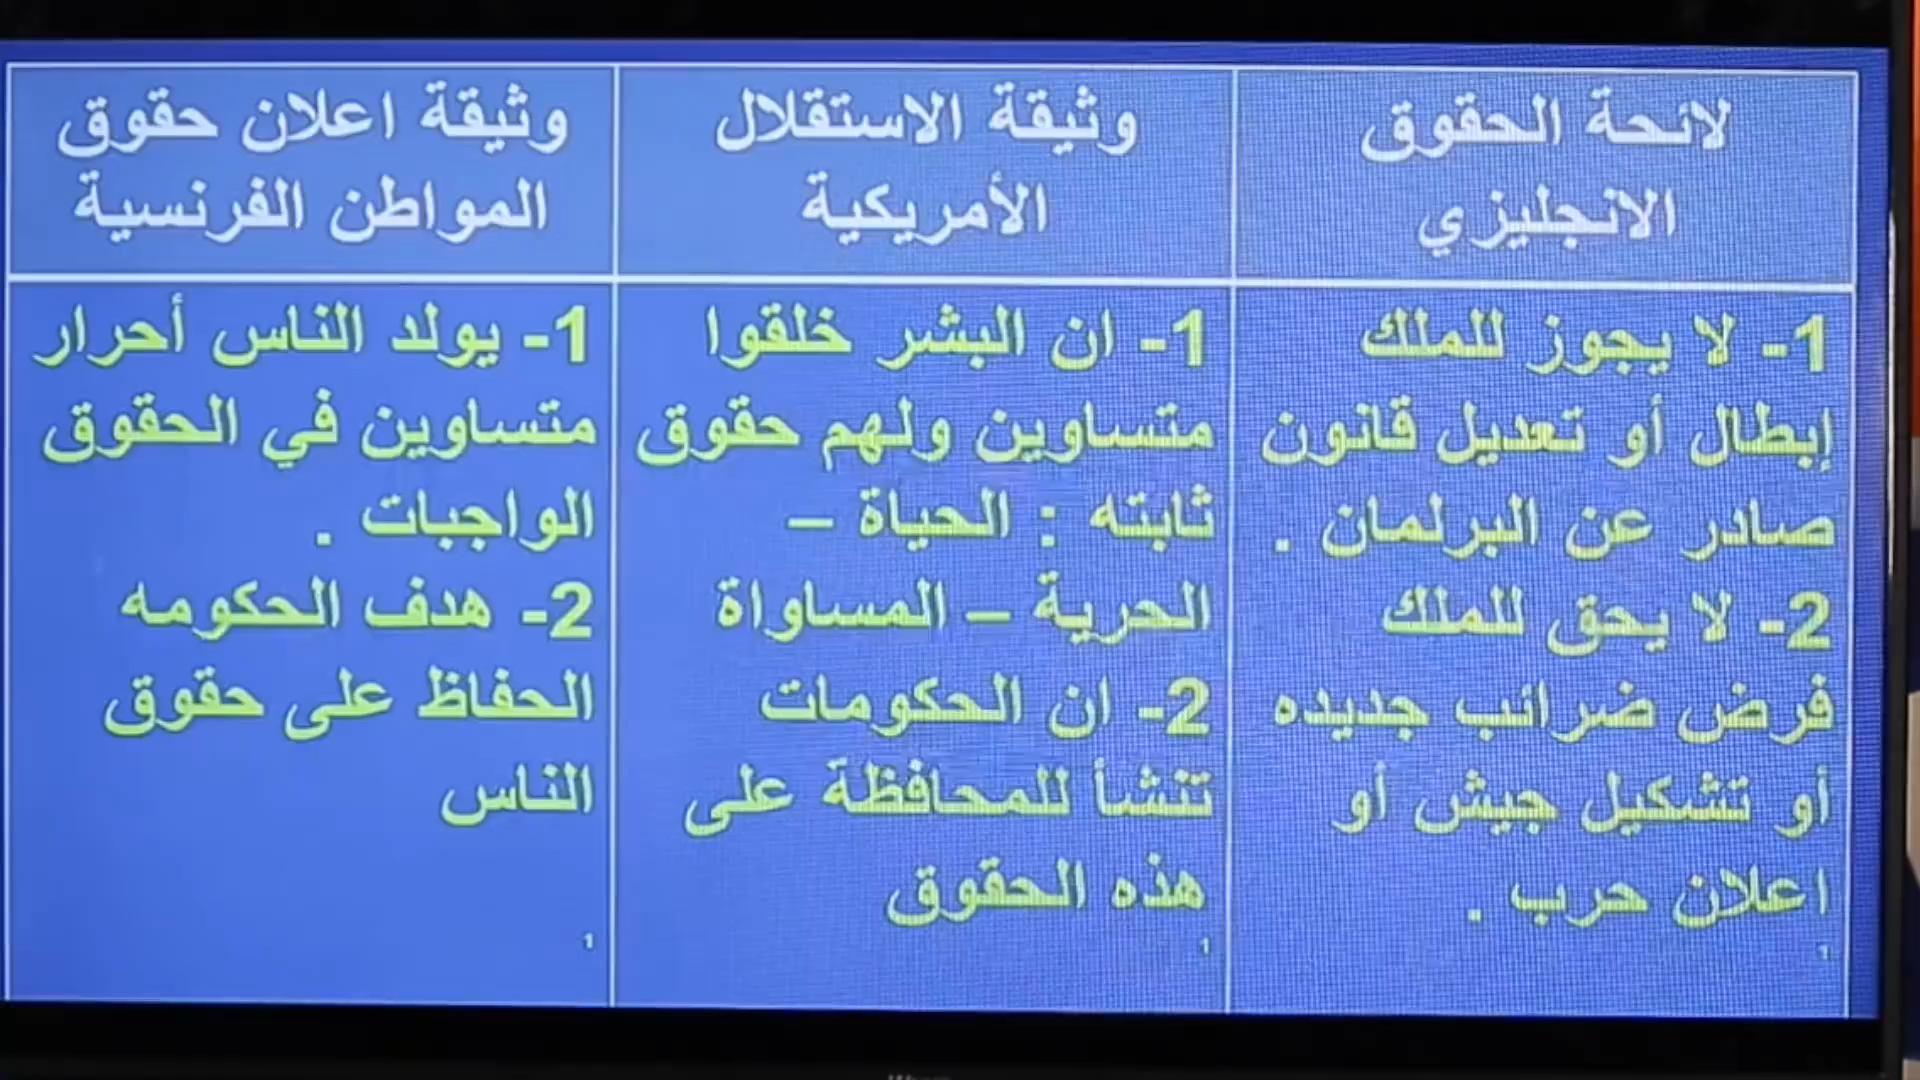 لائحة الحقوق
الانجليزي
وثيقة الاستقلال
الأمريكية
وثيقة اعلان حقوق
المواطن الفرنسية
1- لا يجوز للملك
إبطال أو تعديل قانون
صادر عن البرلمان .
2- لا يحق للملك
فرض ضرائب جديده
أو تشكيل جيش أو
اعلان حرب .
1
1- ان البشر خلقوا
متساوين ولهم حقوق
ثابته : الحياة –
الحرية – المساواة
2- ان الحكومات
تنشأ للمحافظة على
هذه الحقوق
1
1- يولد الناس أحرار
متساوين في الحقوق
الواجبات .
2- هدف الحكومه
الحفاظ على حقوق
الناس
1